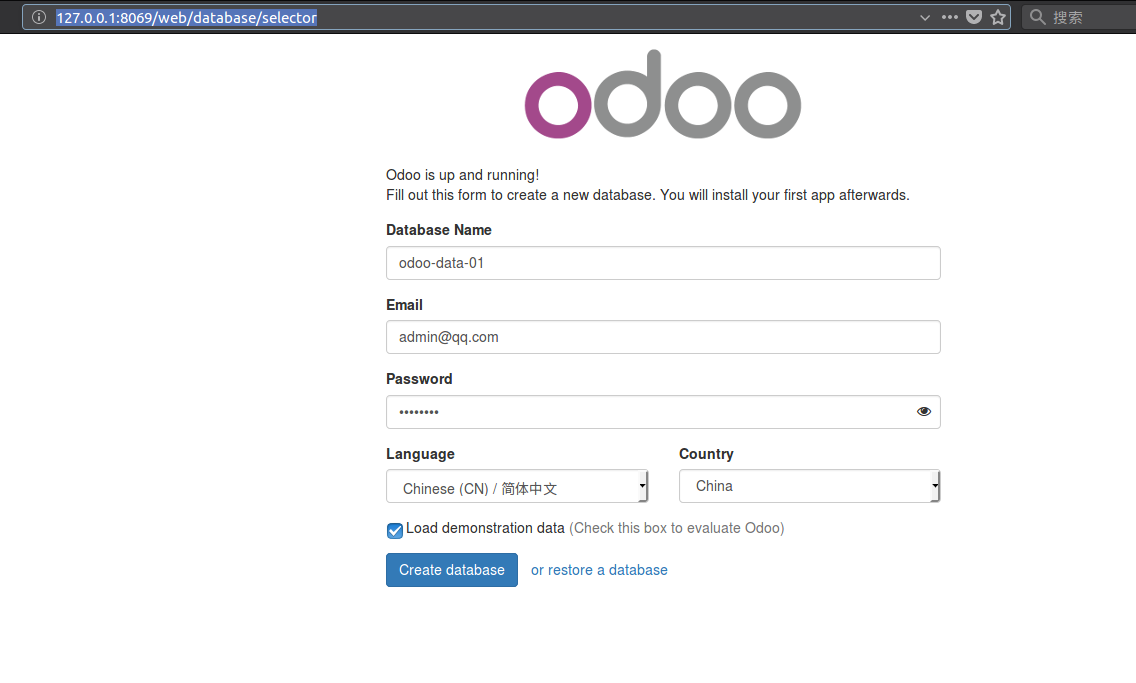 127.0.0.1:8069/web/database/selector
搜索
odoo
Odoo is up and running!
Fill out this form to create a new database. You will install your first app afterwards.
Database Name
odoo-data-01
Email
admin@qq.com
Password
••••••••
Language Country
Chinese (CN) / 简体中文 China
Load demonstration data (Check this box to evaluate Odoo)
Create database or restore a database